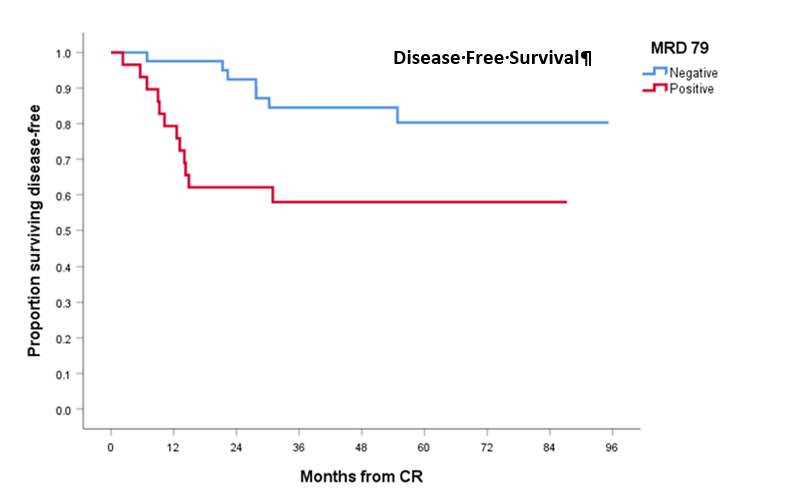 Disease·Free·Survival¶
MRD 79
Negative
Positive
Proportion surviving disease-free
1.0
0.9
0.8
0.7
0.6
0.5
0.4
0.3
0.2
0.1
0.0
0 12 24 36 48 60 72 84 96
Months from CR